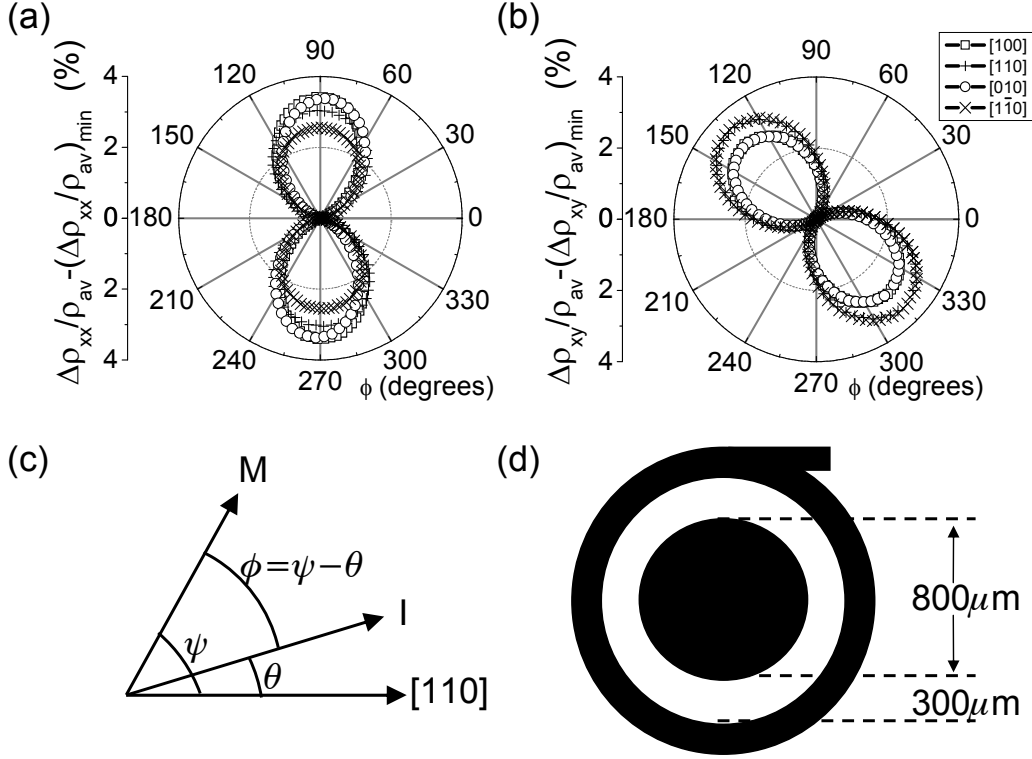 (a)
Δρxx/ρav-(Δρxx/ρav)min (%)
4
2
0
2
4
90
60
30
0
330
300
270
240
210
180
150
120
ϕ (degrees)
(b)
Δρxy/ρav-(Δρxy/ρav)min (%)
4
2
0
2
4
90
60
30
0
330
300
270
240
210
180
150
120
ϕ (degrees)
[100]
[110]
[010]
[11̄0]
(c)
M
ϕ=ψ−θ
I
ψ
θ
[110]
(d)
800μm
300μm